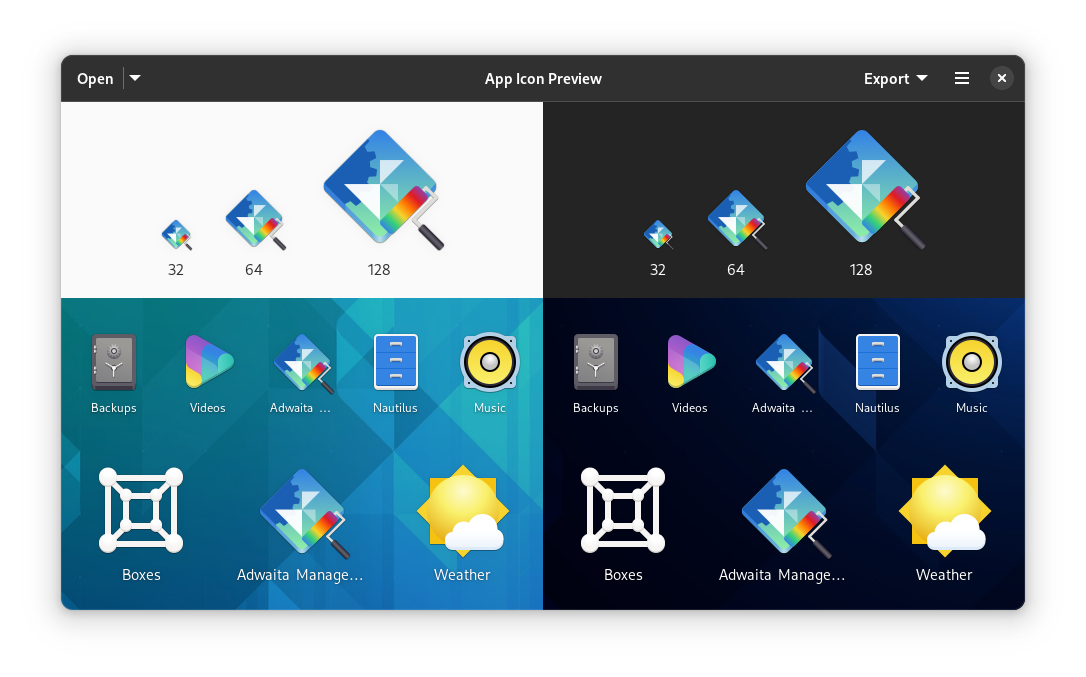 Open
App Icon Preview
Export
32 64 128
32 64 128
Backups Videos Adwaita … Nautilus Music
Backups Videos Adwaita … Nautilus Music
Boxes Adwaita Manage… Weather
Boxes Adwaita Manage… Weather